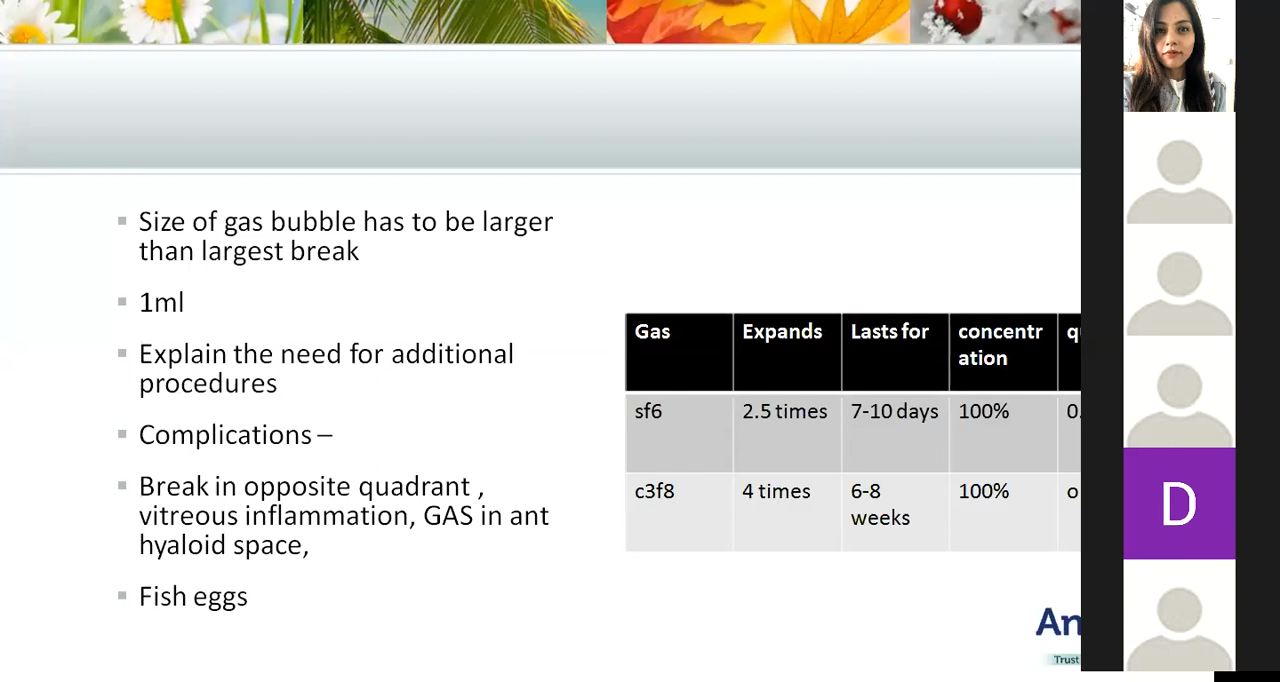 Size of gas bubble has to be larger
than largest break
1ml
Explain the need for additional
procedures
Complications –
Break in opposite quadrant ,
vitreous inflammation, GAS in ant
hyaloid space,
Fish eggs
Gas Expands Lasts for concentr
ation
sf6 2.5 times 7-10 days 100%
c3f8 4 times 6-8 100%
weeks
Trust
D